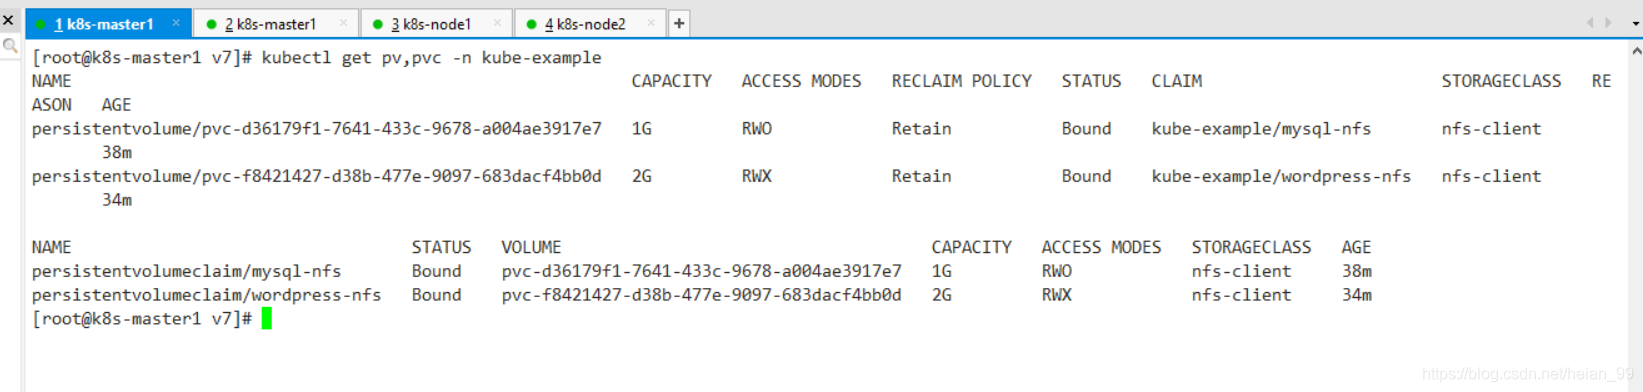 1 k8s-master1 × 2 k8s-master1 × 3 k8s-node1 × 4 k8s-node2 × +
[root@k8s-master1 v7]# kubectl get pv,pvc -n kube-example
NAME CAPACITY ACCESS MODES RECLAIM POLICY STATUS CLAIM STORAGECLASS RE
ASON AGE
persistentvolume/pvc-d36179f1-7641-433c-9678-a004ae3917e7 1G RWO Retain Bound kube-example/mysql-nfs nfs-client
38m
persistentvolume/pvc-f8421427-d38b-477e-9097-683dacf4bb0d 2G RWX Retain Bound kube-example/wordpress-nfs nfs-client
34m
NAME STATUS VOLUME CAPACITY ACCESS MODES STORAGECLASS AGE
persistentvolumeclaim/mysql-nfs Bound pvc-d36179f1-7641-433c-9678-a004ae3917e7 1G RWO nfs-client 38m
persistentvolumeclaim/wordpress-nfs Bound pvc-f8421427-d38b-477e-9097-683dacf4bb0d 2G RWX nfs-client 34m
[root@k8s-master1 v7]#
https://blog.csdn.net/heian_99